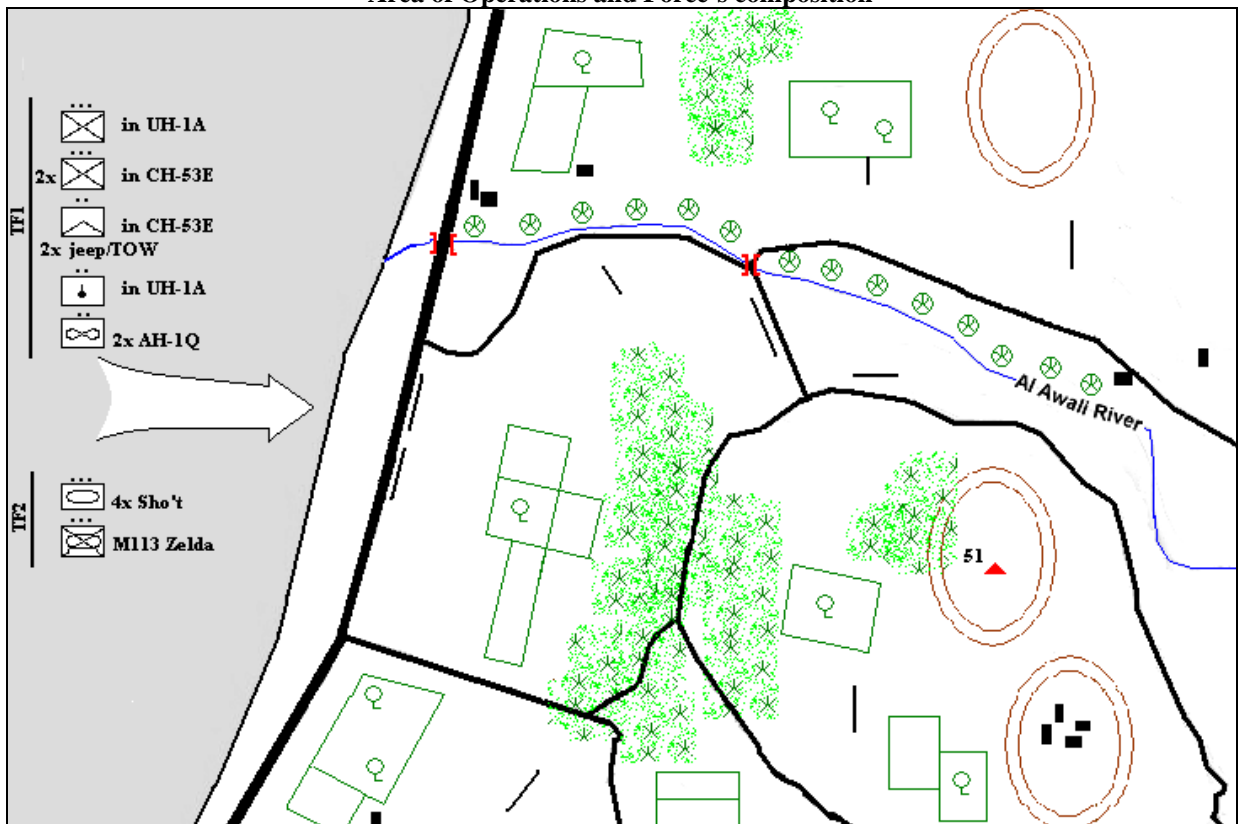 Area of Operations and Force's composition
TF1
in UH-1A
2x in CH-53E
in CH-53E
2x jeep/TOW
in UH-1A
2x AH-1Q
TF2
4x Sho't
M113 Zelda
Al Awali River
51